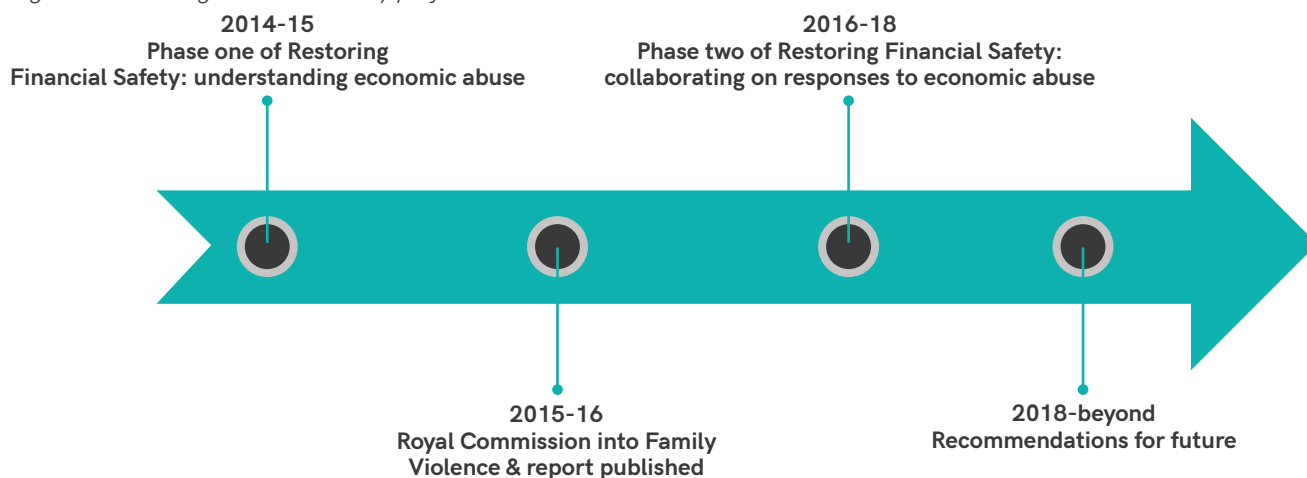 2014-15
Phase one of Restoring
Financial Safety: understanding economic abuse
2016-18
Phase two of Restoring Financial Safety:
collaborating on responses to economic abuse
2015-16
Royal Commission into Family
Violence & report published
2018-beyond
Recommendations for future